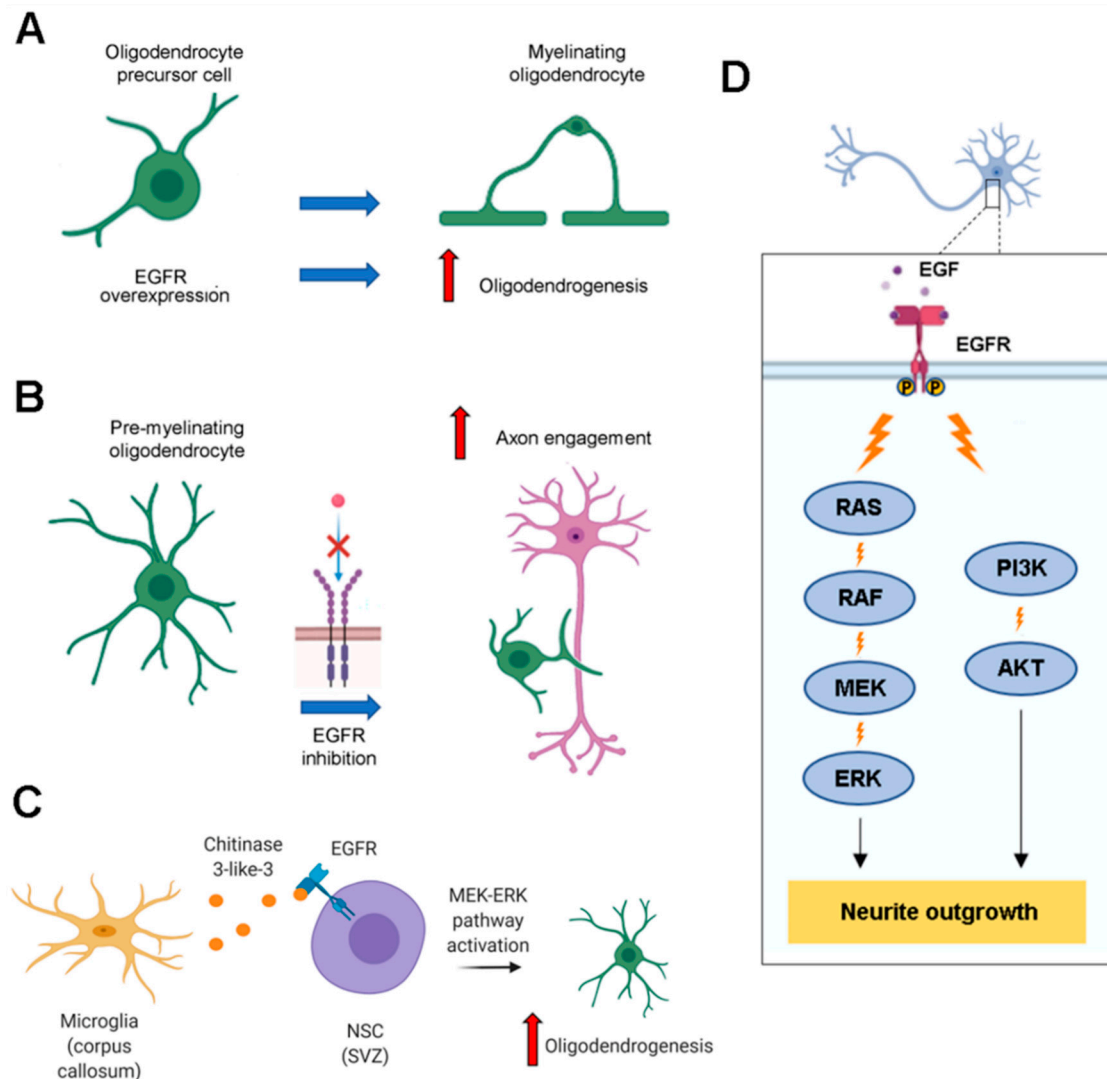 A
Oligodendrocyte
precursor cell
Myelinating
oligodendrocyte
EGFR
overexpression
Oligodendrogenesis
B
Pre-myelinating
oligodendrocyte
Axon engagement
EGFR
inhibition
C
Chitinase
3-like-3
EGFR
MEK-ERK
pathway
activation
Microglia
(corpus
callosum)
NSC
(SVZ)
Oligodendrogenesis
D
EGF
EGFR
P P
RAS
RAF
MEK
ERK
PI3K
AKT
Neurite outgrowth